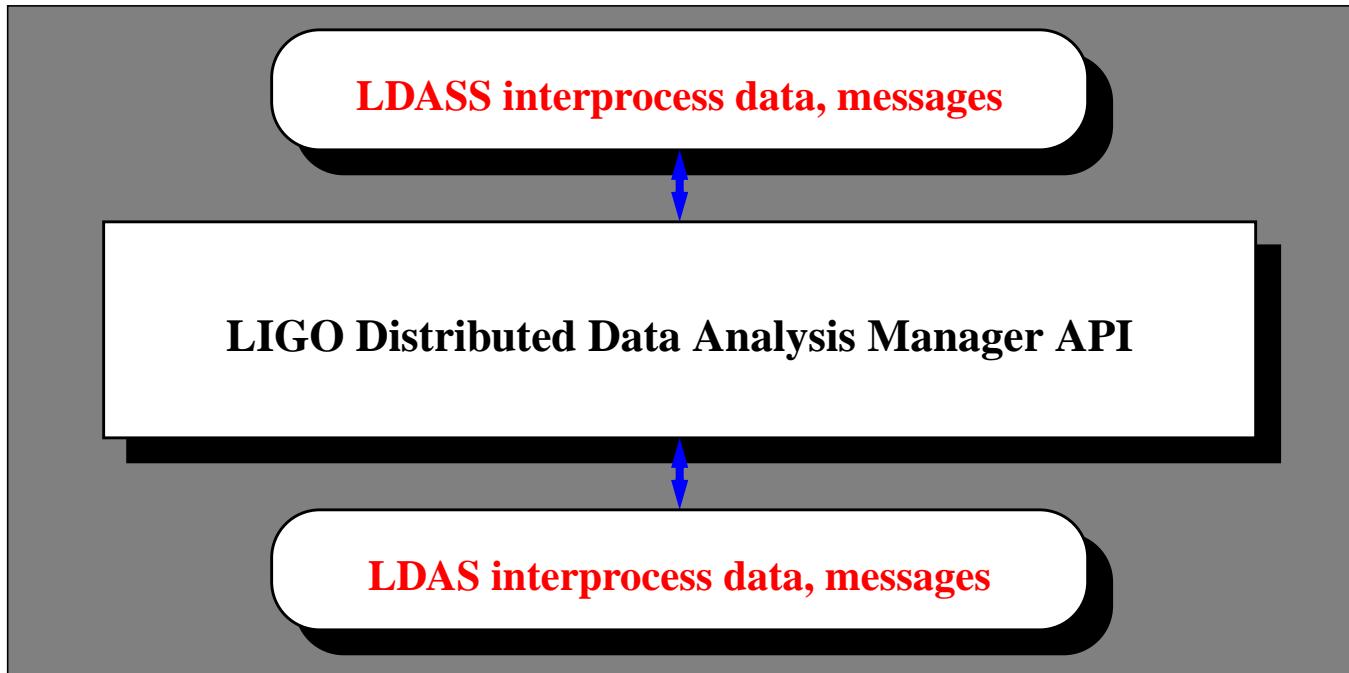 LDASS interprocess data, messages
LIGO Distributed Data Analysis Manager API
LDAS interprocess data, messages